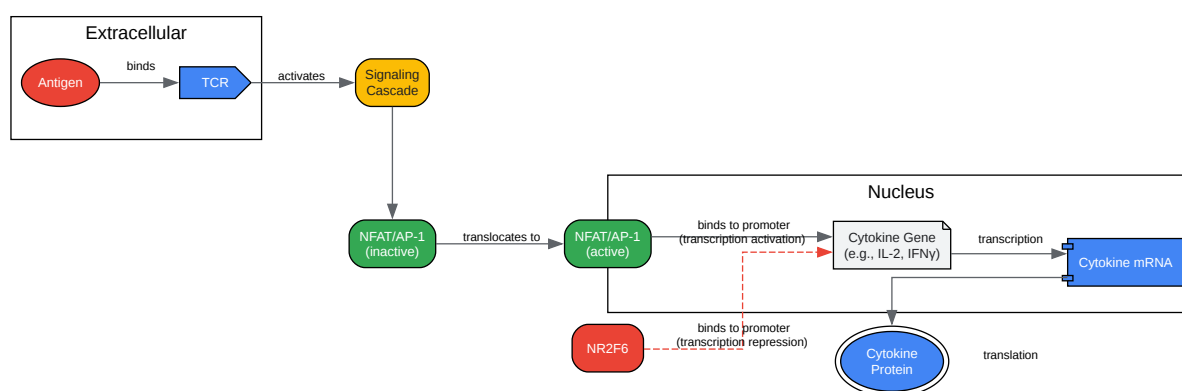 Extracellular
Antigen
binds
TCR
activates
Signaling
Cascade
Nucleus
NFAT/AP-1
(inactive)
translocates to
NFAT/AP-1
(active)
binds to promoter
(transcription activation)
Cytokine Gene
(e.g., IL-2, IFNγ)
transcription
Cytokine mRNA
NR2F6
binds to promoter
(transcription repression)
Cytokine
Protein
translation